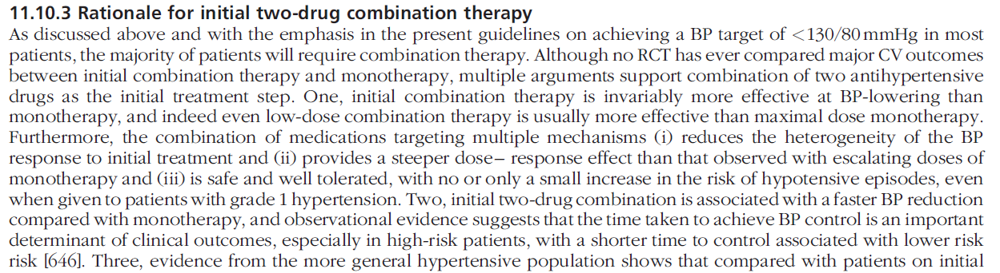 11.10.3 Rationale for initial two-drug combination therapy
As discussed above and with the emphasis in the present guidelines on achieving a BP target of <130/80 mmHg in most
patients, the majority of patients will require combination therapy. Although no RCT has ever compared major CV outcomes
between initial combination therapy and monotherapy, multiple arguments support combination of two antihypertensive
drugs as the initial treatment step. One, initial combination therapy is invariably more effective at BP-lowering than
monotherapy, and indeed even low-dose combination therapy is usually more effective than maximal dose monotherapy.
Furthermore, the combination of medications targeting multiple mechanisms (i) reduces the heterogeneity of the BP
response to initial treatment and (ii) provides a steeper dose– response effect than that observed with escalating doses of
monotherapy and (iii) is safe and well tolerated, with no or only a small increase in the risk of hypotensive episodes, even
when given to patients with grade 1 hypertension. Two, initial two-drug combination is associated with a faster BP reduction
compared with monotherapy, and observational evidence suggests that the time taken to achieve BP control is an important
determinant of clinical outcomes, especially in high-risk patients, with a shorter time to control associated with lower risk
risk [646]. Three, evidence from the more general hypertensive population shows that compared with patients on initial